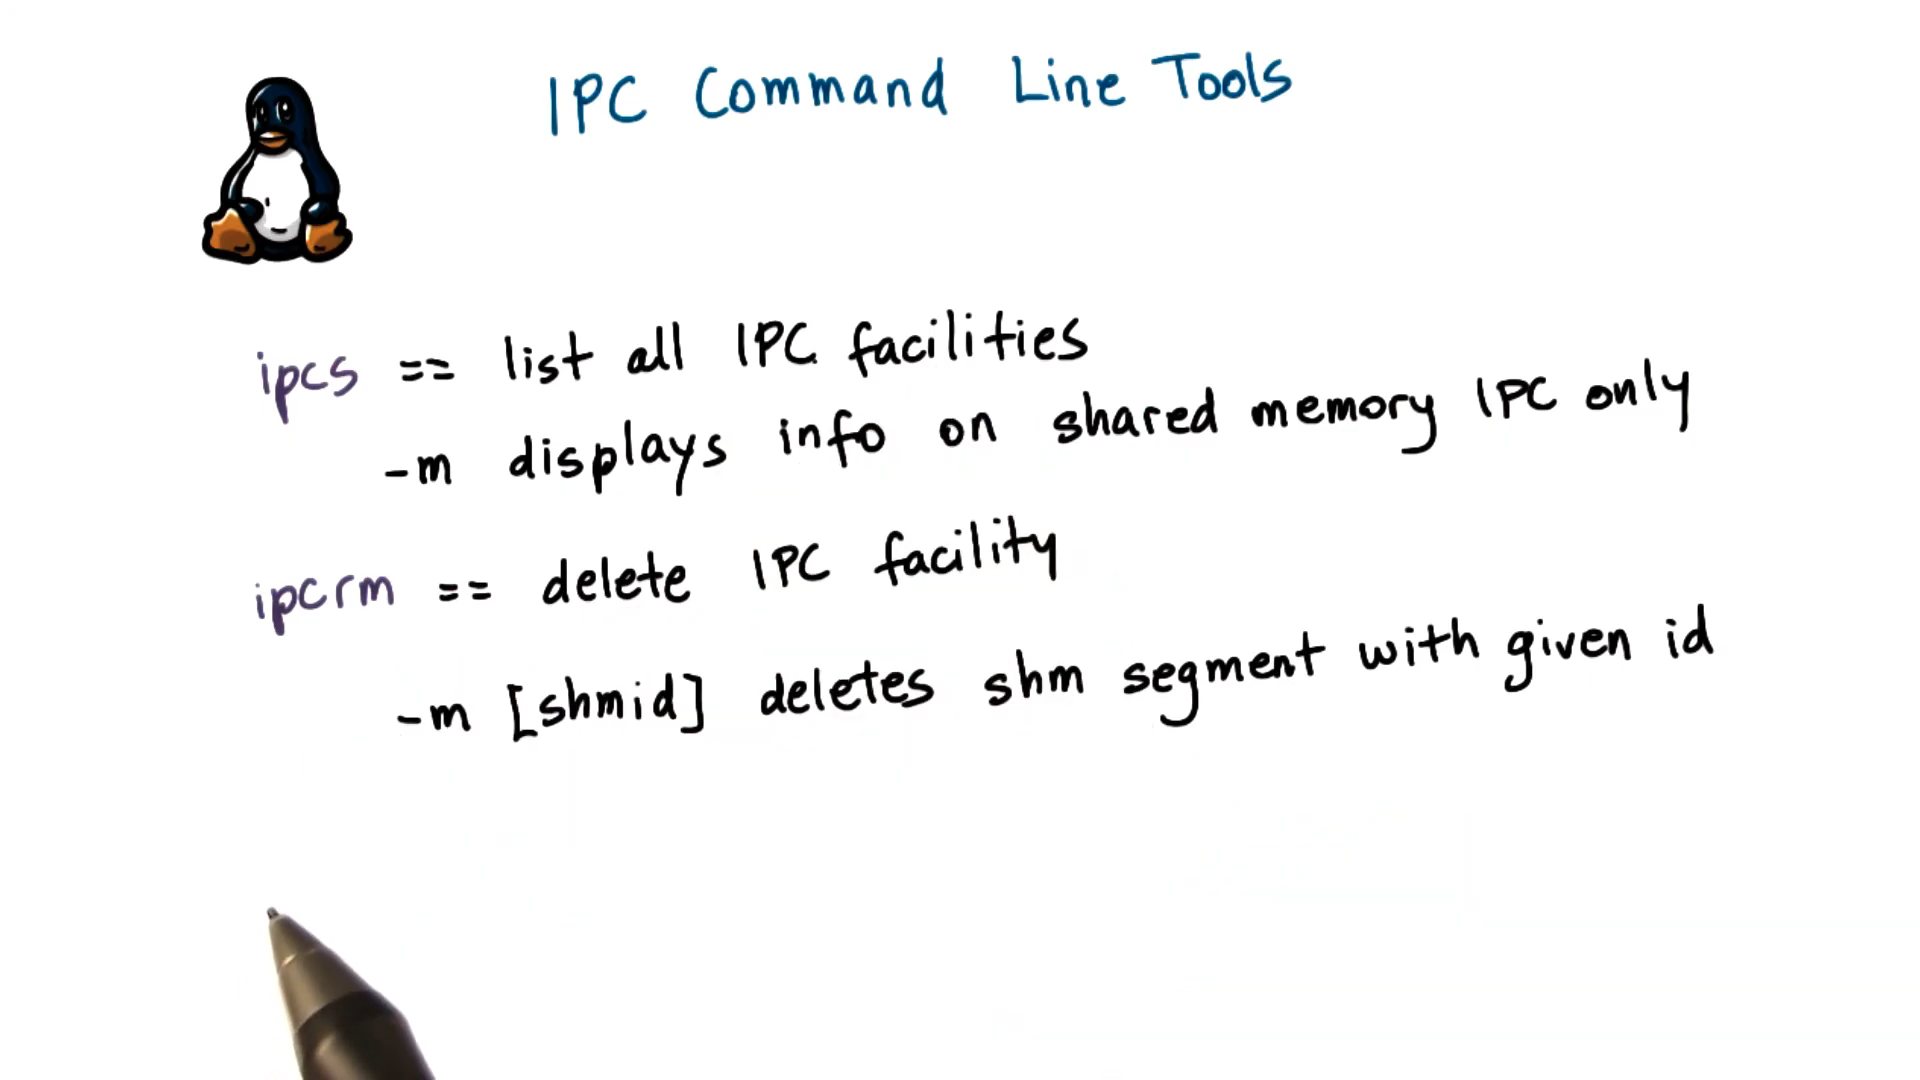 IPC Command Line Tools
ipcs == list all IPC facilities
-m displays info on shared memory IPC only
ipcrm == delete IPC facility
-m [shmid] deletes shm segment with given id